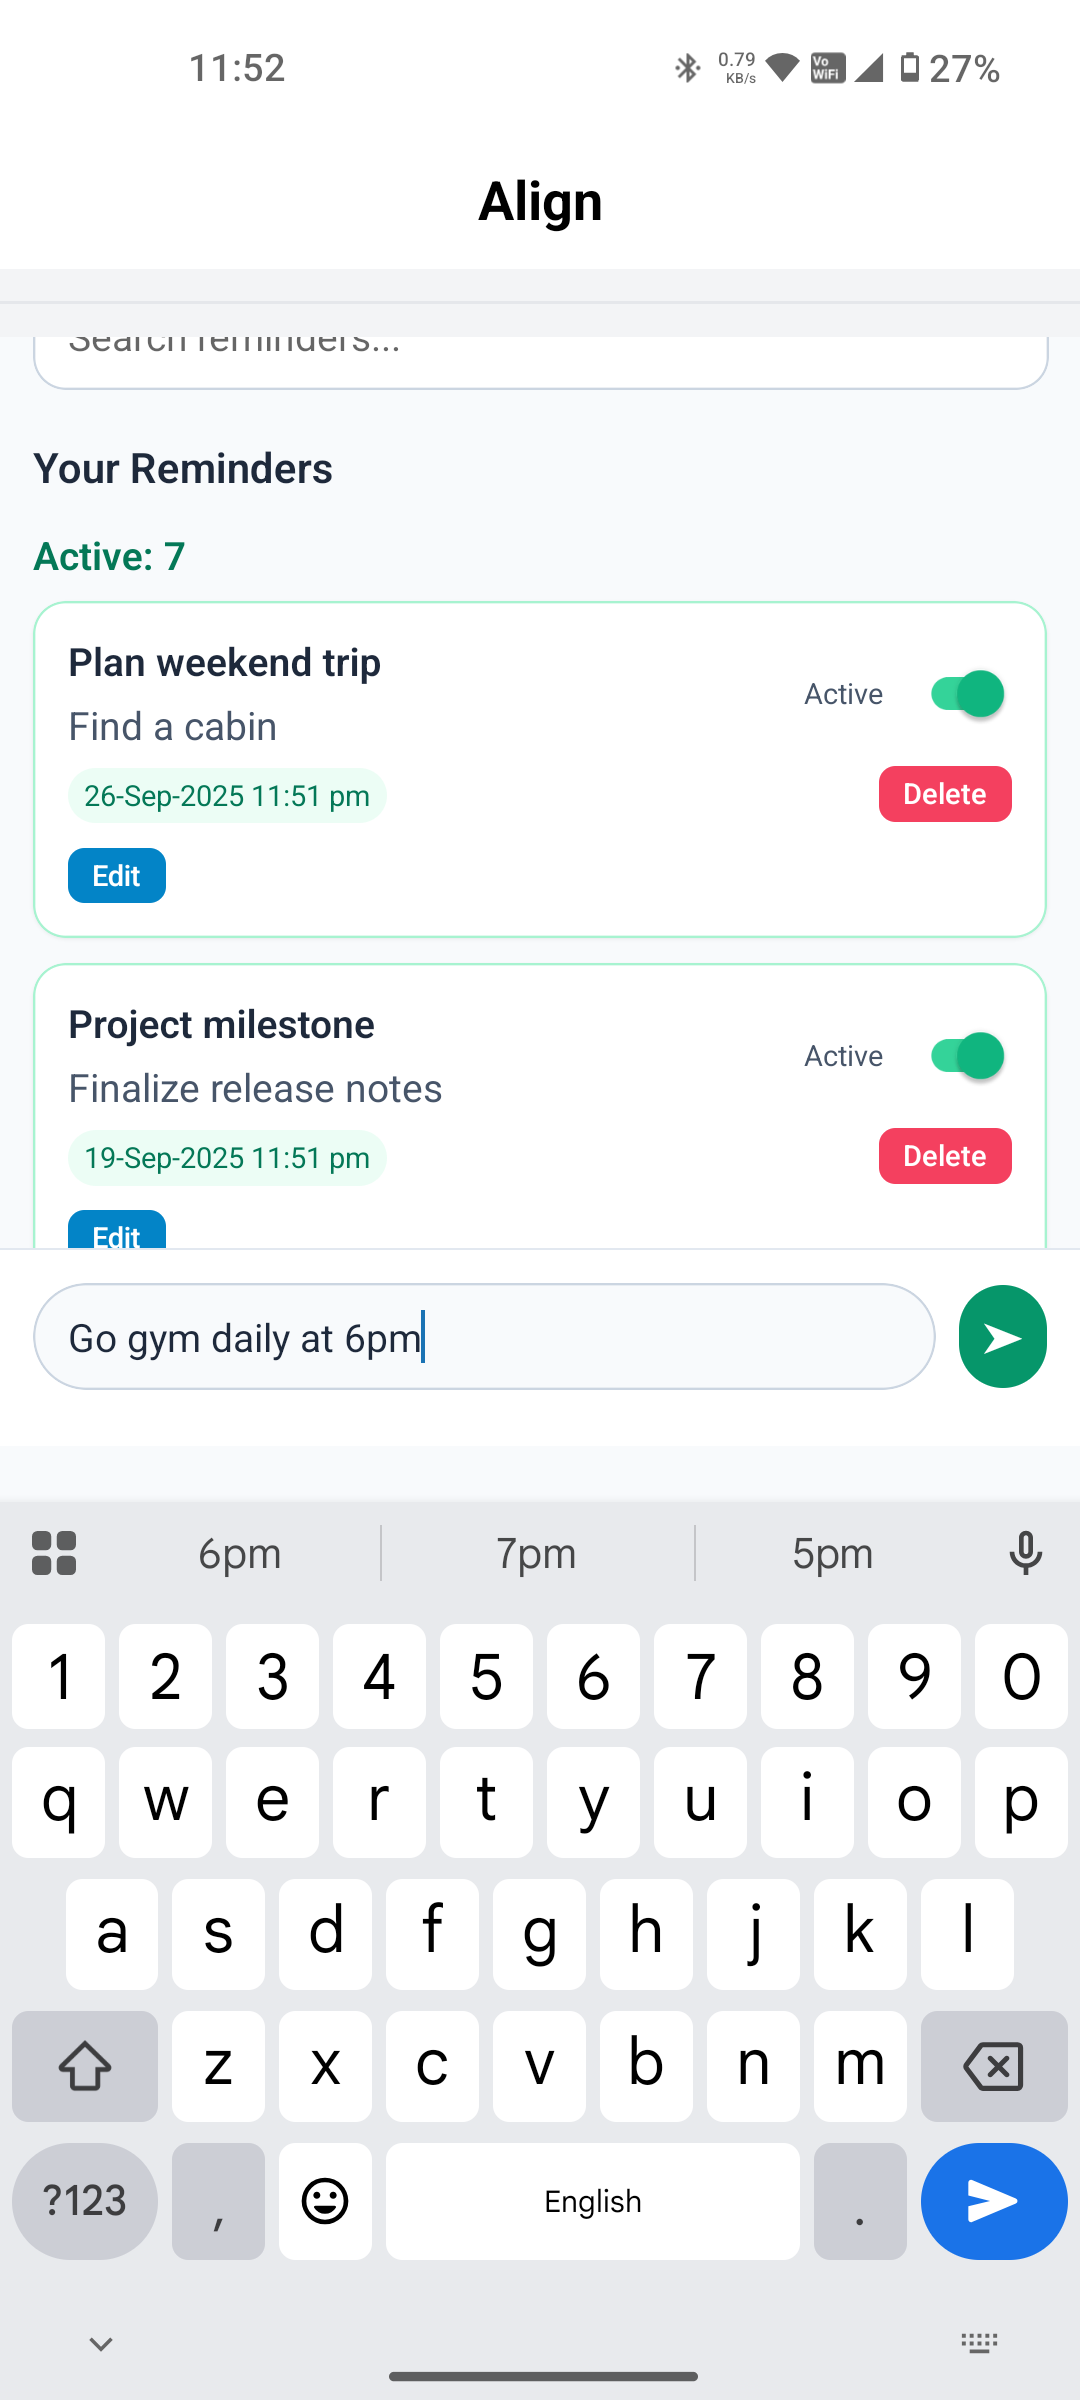 11:52
0.79
KB/s
Vo
WiFi
27%
Align
Search reminders...
Your Reminders
Active: 7
Plan weekend trip
Active
Find a cabin
26-Sep-2025 11:51 pm
Delete
Edit
Project milestone
Active
Finalize release notes
19-Sep-2025 11:51 pm
Delete
Edit
Go gym daily at 6pm
6pm 7pm 5pm
1 2 3 4 5 6 7 8 9 0
q w e r t y u i o p
a s d f g h j k l
z x c v b n m
?123 , English .